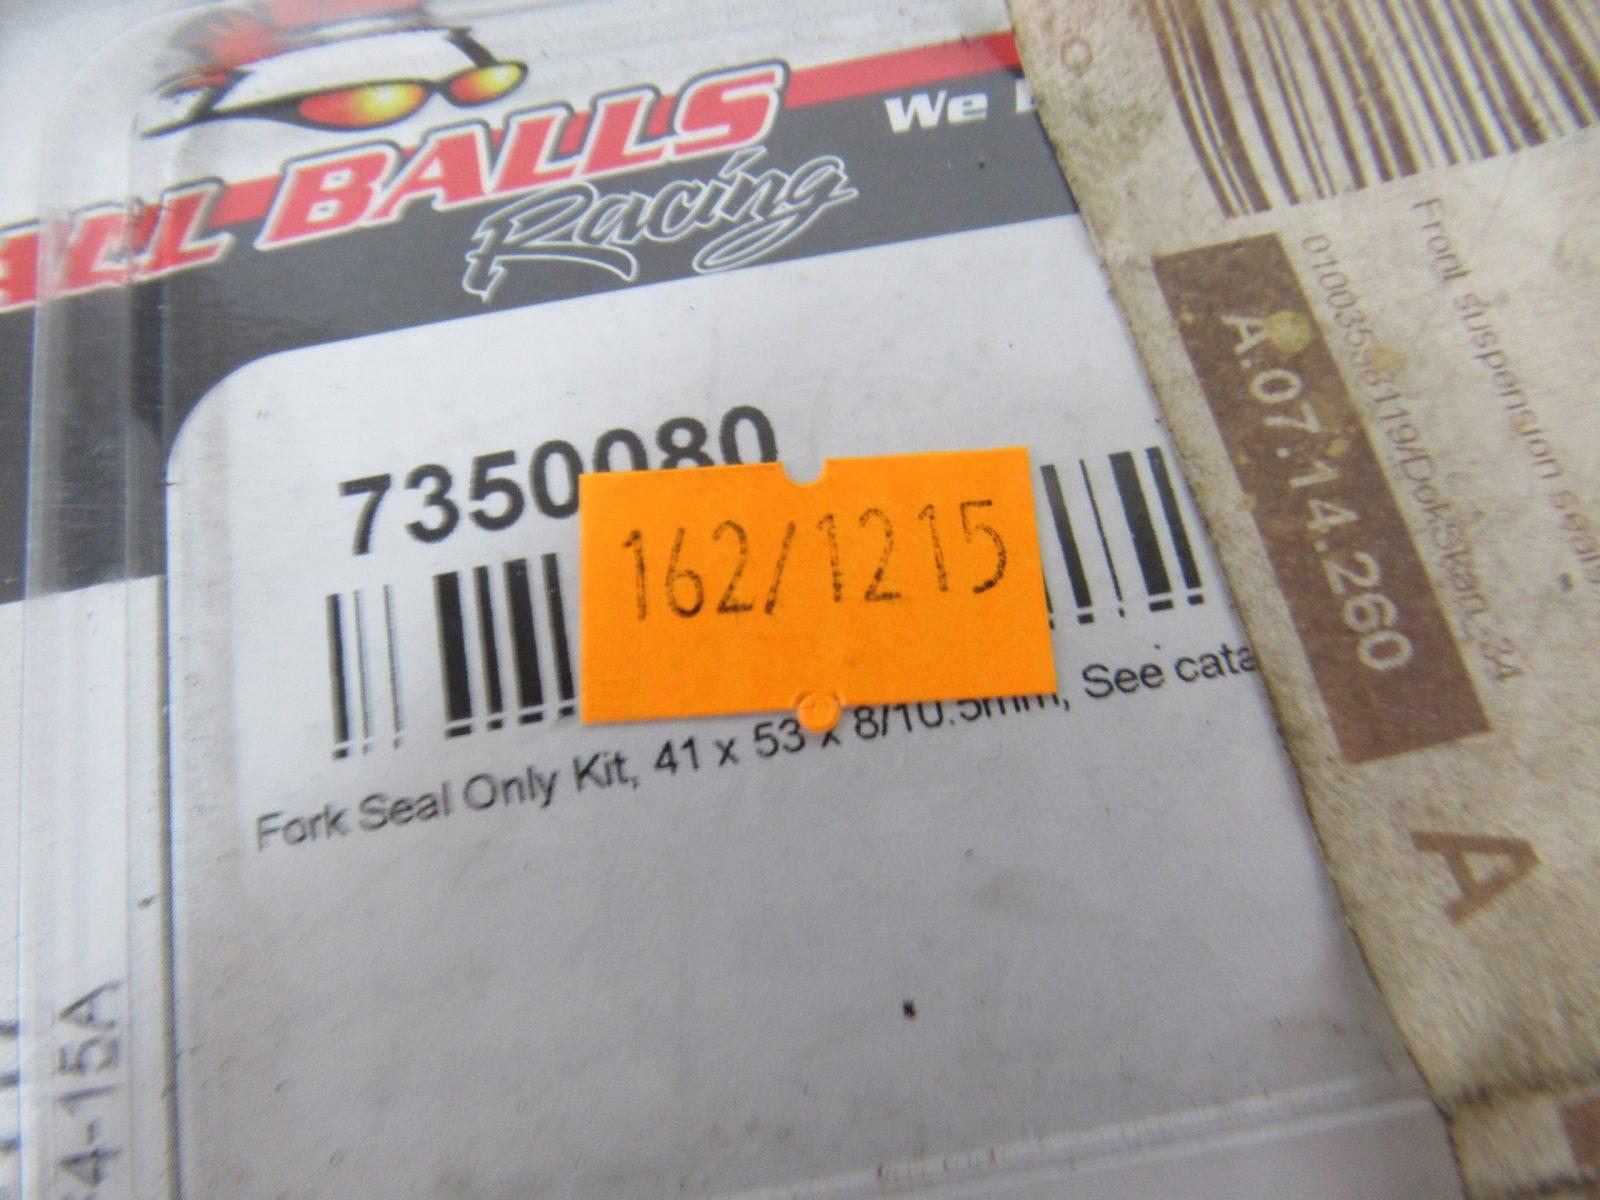 ALL BALLS
Racing
We
7350080
162/1215
Fork Seal Only Kit, 41 x 53 x 8/10.5mm, See cata
4-15A
Front suspension seal
A.07.14.260
A